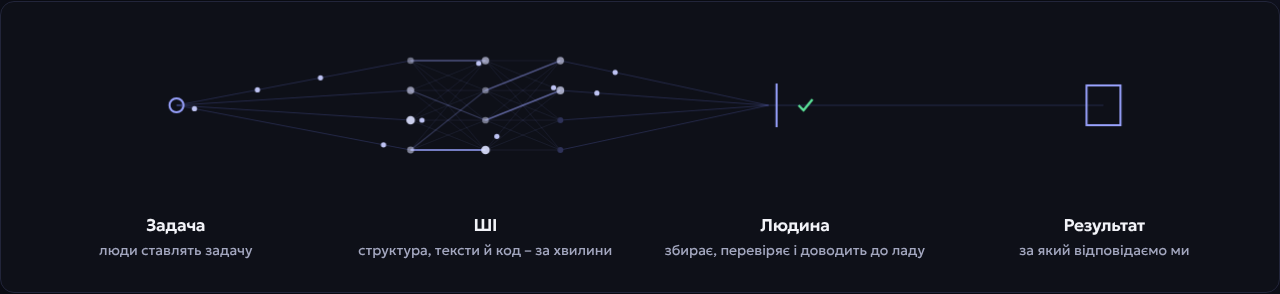 Задача
люди ставлять задачу
ШІ
структура, тексти й код – за хвилини
Людина
збирає, перевіряє і доводить до ладу
Результат
за який відповідаємо ми